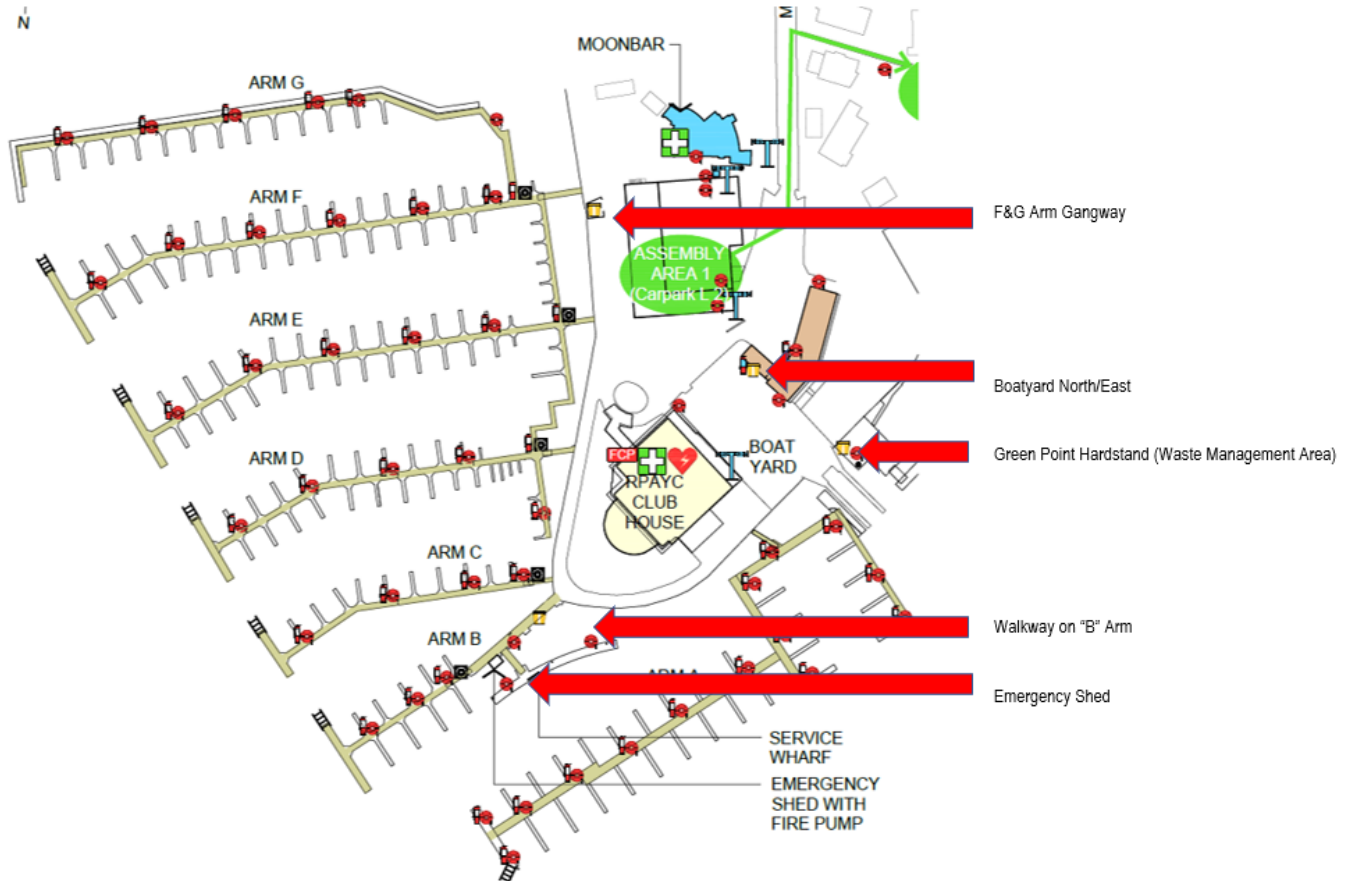 N
M
MOONBAR
ARM G
ARM F
F&G Arm Gangway
ASSEMBLY
AREA 1
(Carpark L 2)
ARM E
Boatyard North/East
ARM D
FCP
RPAYC
CLUB
HOUSE
BOAT
YARD
Green Point Hardstand (Waste Management Area)
ARM C
ARM B
Walkway on “B” Arm
ARM A
Emergency Shed
SERVICE
WHARF
EMERGENCY
SHED WITH
FIRE PUMP